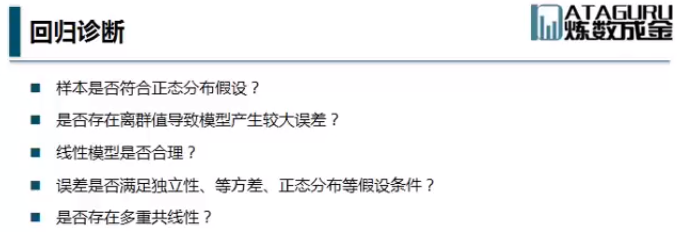 回归诊断
DATAGURU
炼数成金
样本是否符合正态分布假设？
是否存在离群值导致模型产生较大误差？
线性模型是否合理？
误差是否满足独立性、等方差、正态分布等假设条件？
是否存在多重共线性？